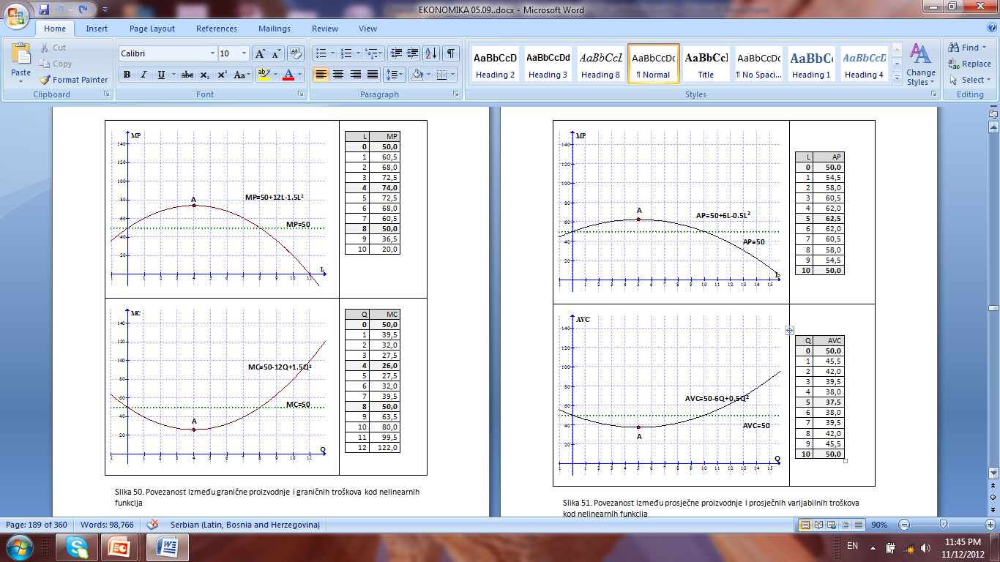 EKONOMIKA 05.09..docx - Microsoft Word
Home Insert Page Layout References Mailings Review View
Paste
Cut
Copy
Format Painter
Clipboard
Calibri 10
Font
Paragraph
AaBbCcD AaBbCcDd AaBbCcL AaBbCcDc AaBbCcl AaBbCcDc AaBbCc AaBbCcD
Heading 2 Heading 3 Heading 8 ¶ Normal Title ¶ No Spaci... Heading 1 Heading 4
Change Styles
Styles
Find
Replace
Select
Editing
MP
140
120
100
80
60
40
20
A
MP=50+12L-1.5L²
MP=50
L
1 1 2 3 4 5 6 7 8 9 10 11
L MP
0 50,0
1 60,5
2 68,0
3 72,5
4 74,0
5 72,5
6 68,0
7 60,5
8 50,0
9 36,5
10 20,0
MC
140
120
100
80
60
40
20
MC=50-12Q+1.5Q²
MC=50
A
Q
1 1 2 3 4 5 6 7 8 9 10 11
Q MC
0 50,0
1 39,5
2 32,0
3 27,5
4 26,0
5 27,5
6 32,0
7 39,5
8 50,0
9 63,5
10 80,0
11 99,5
12 122,0
Slika 50. Povezanost između granične proizvodnje i graničnih troškova kod nelinearnih
funkcija
MP
140
120
100
80
60
40
20
A
AP=50+6L-0.5L²
AP=50
L
1 1 2 3 4 5 6 7 8 9 10 11 12 13 14 15
L AP
0 50,0
1 54,5
2 58,0
3 60,5
4 62,0
5 62,5
6 62,0
7 60,5
8 58,0
9 54,5
10 50,0
AVC
140
120
100
80
60
40
20
AVC=50-6Q+0.5Q²
AVC=50
A
Q
1 1 2 3 4 5 6 7 8 9 10 11 12 13 14 15
Q AVC
0 50,0
1 45,5
2 42,0
3 39,5
4 38,0
5 37,5
6 38,0
7 39,5
8 42,0
9 45,5
10 50,0
Slika 51. Povezanost između prosječne proizvodnje i prosječnih varijabilnih troškova
kod nelinearnih funkcija
Page: 189 of 360 Words: 98,766 Serbian (Latin, Bosnia and Herzegovina) 90%
EN 11:45 PM
11/12/2012